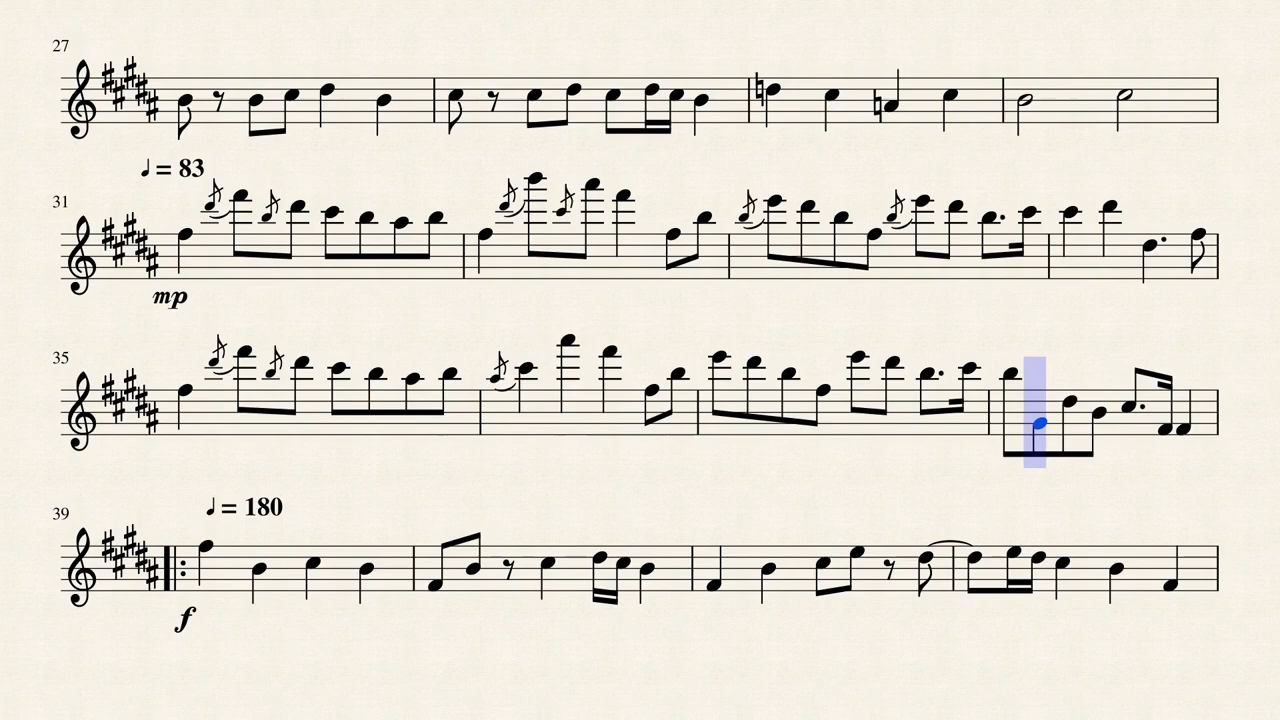 27
♩ = 83
31
mp
35
♩ = 180
39
f